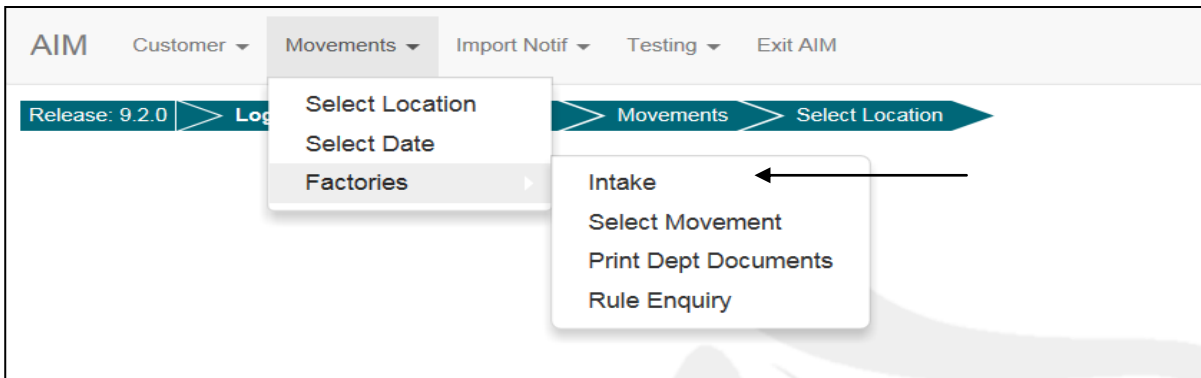 AIM Customer Movements Import Notif Testing Exit AIM
Select Location
Release: 9.2.0 Movements Select Location
Select Date
Factories
Intake
Select Movement
Print Dept Documents
Rule Enquiry